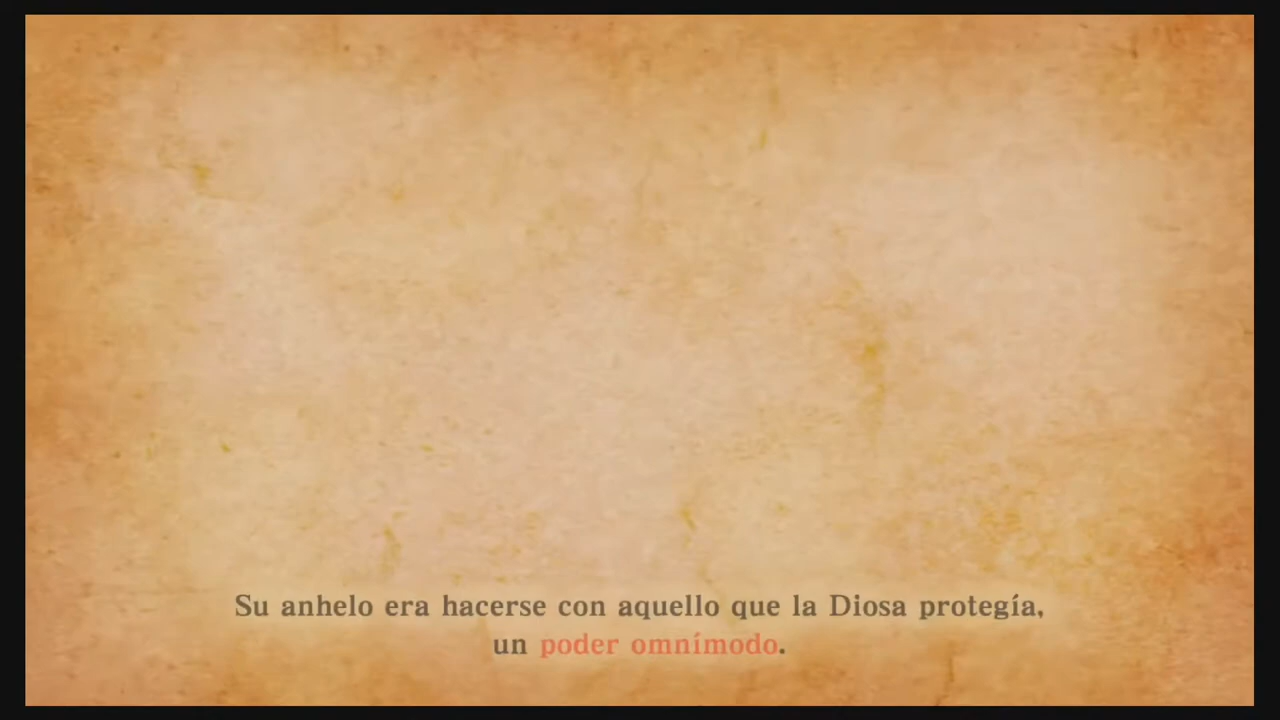 Su anhelo era hacerse con aquello que la Diosa protegía,
un poder omnímodo.